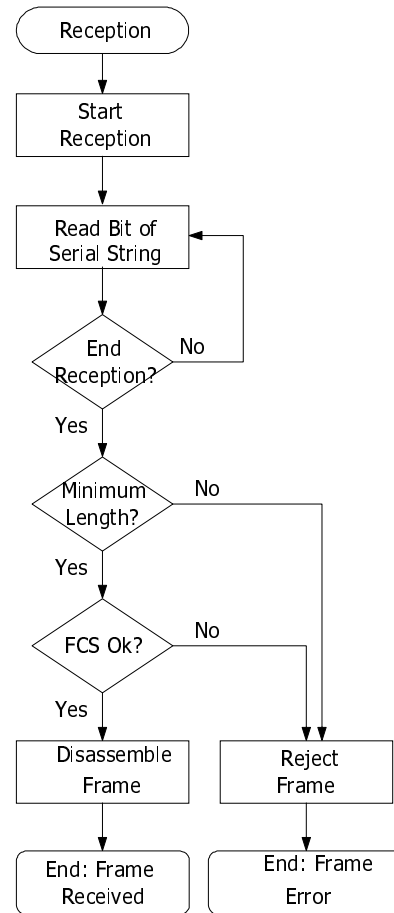 Reception
Start
Reception
Read Bit of
Serial String
End
Reception?
No
Yes
Minimum
Length?
No
Yes
FCS Ok?
No
Yes
Disassemble
Frame
Reject
Frame
End: Frame
Received
End: Frame
Error